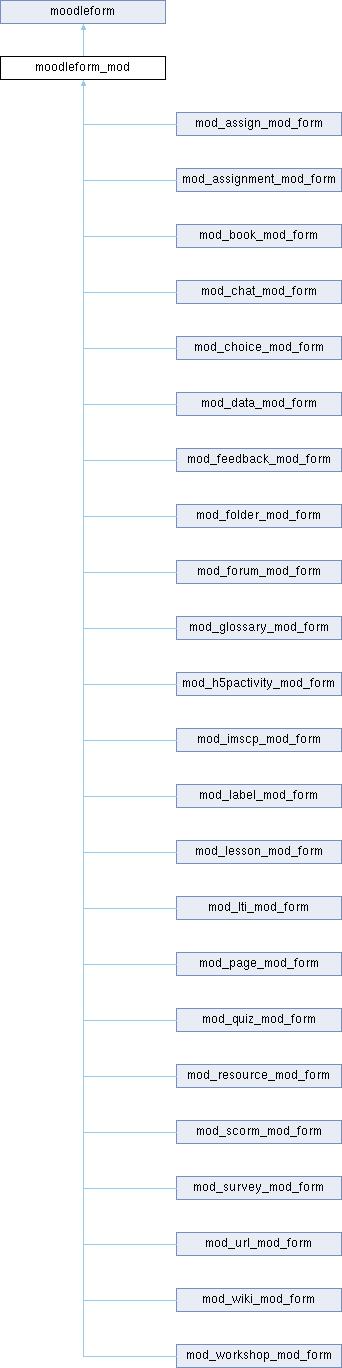 moodleform
moodleform_mod
mod_assign_mod_form
mod_assignment_mod_form
mod_book_mod_form
mod_chat_mod_form
mod_choice_mod_form
mod_data_mod_form
mod_feedback_mod_form
mod_folder_mod_form
mod_forum_mod_form
mod_glossary_mod_form
mod_h5pactivity_mod_form
mod_imscp_mod_form
mod_label_mod_form
mod_lesson_mod_form
mod_lti_mod_form
mod_page_mod_form
mod_quiz_mod_form
mod_resource_mod_form
mod_scorm_mod_form
mod_survey_mod_form
mod_url_mod_form
mod_wiki_mod_form
mod_workshop_mod_form